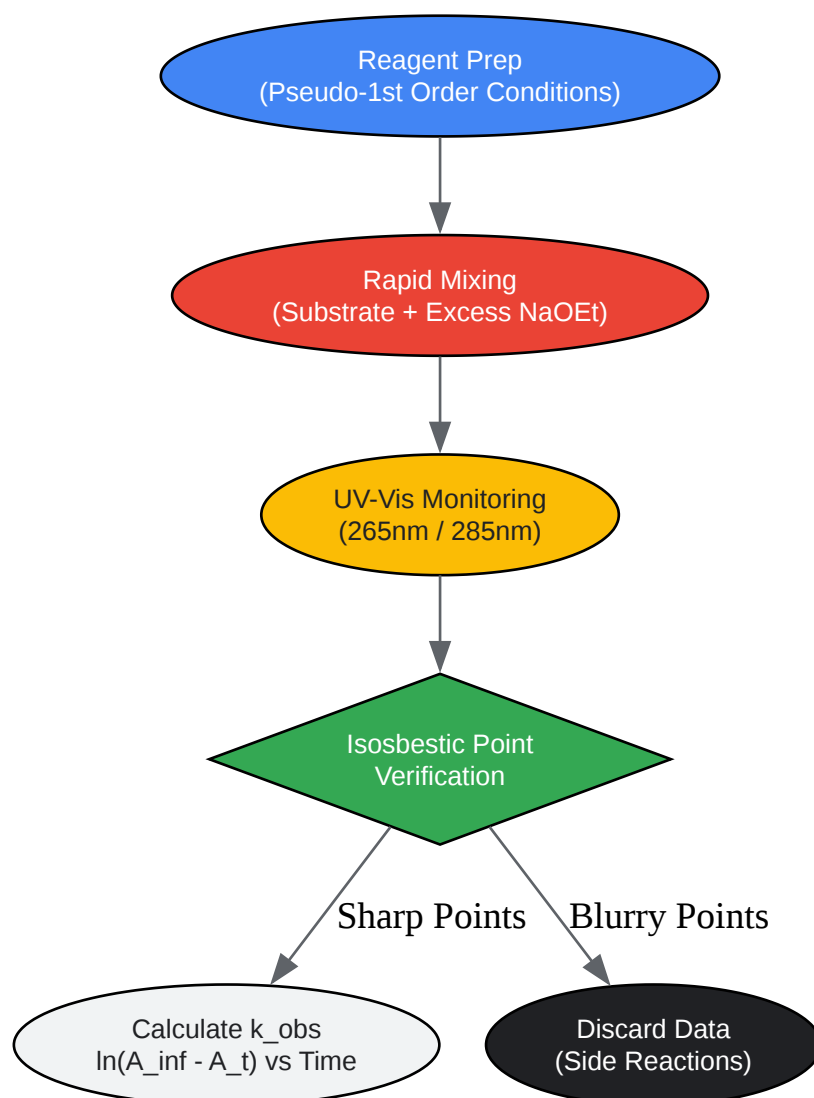 Reagent Prep
(Pseudo-1st Order Conditions)
Rapid Mixing
(Substrate + Excess NaOEt)
UV-Vis Monitoring
(265nm / 285nm)
Isosbestic Point
Verification
Sharp Points
Blurry Points
Calculate k_obs
ln(A_inf - A_t) vs Time
Discard Data
(Side Reactions)